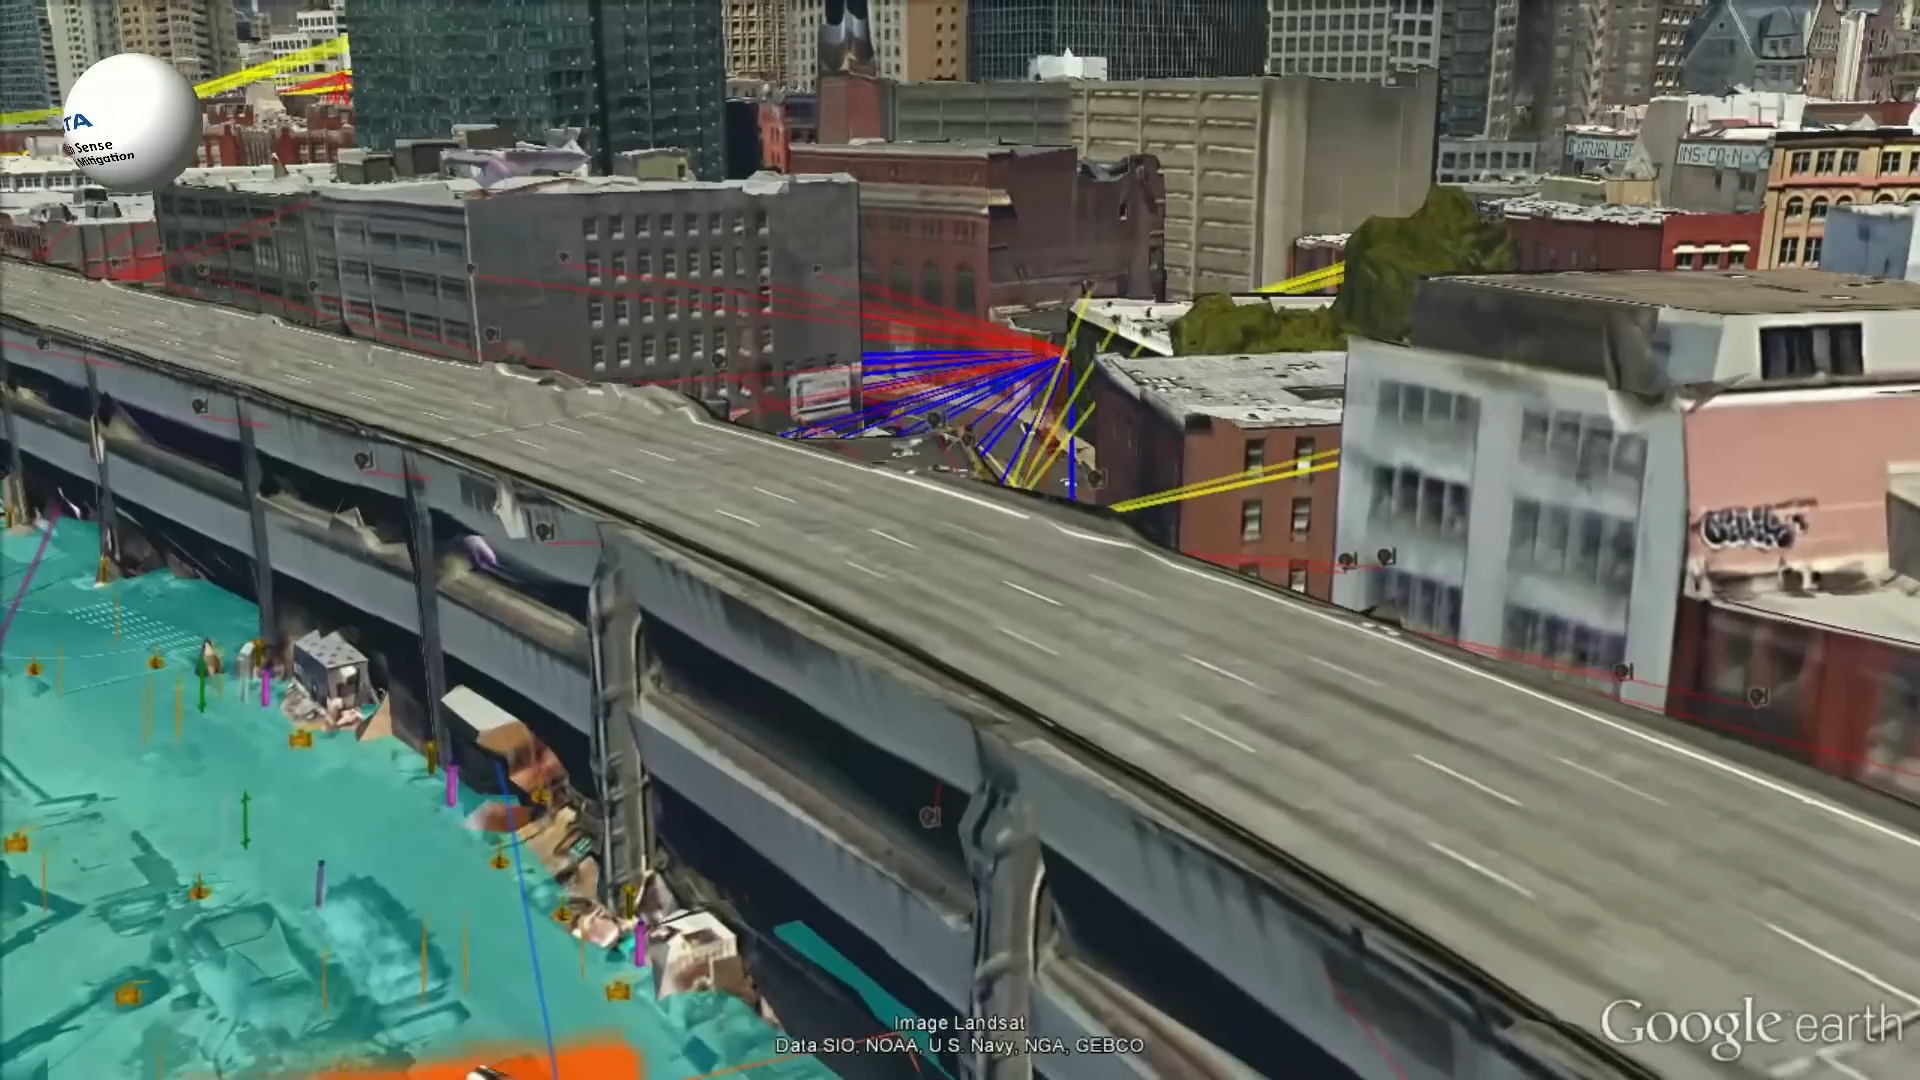 TA
Sense
Mitigation
MUTUAL LIFE
INS·CO·N·Y
Image Landsat
Data SIO, NOAA, U.S. Navy, NGA, GEBCO
Google earth